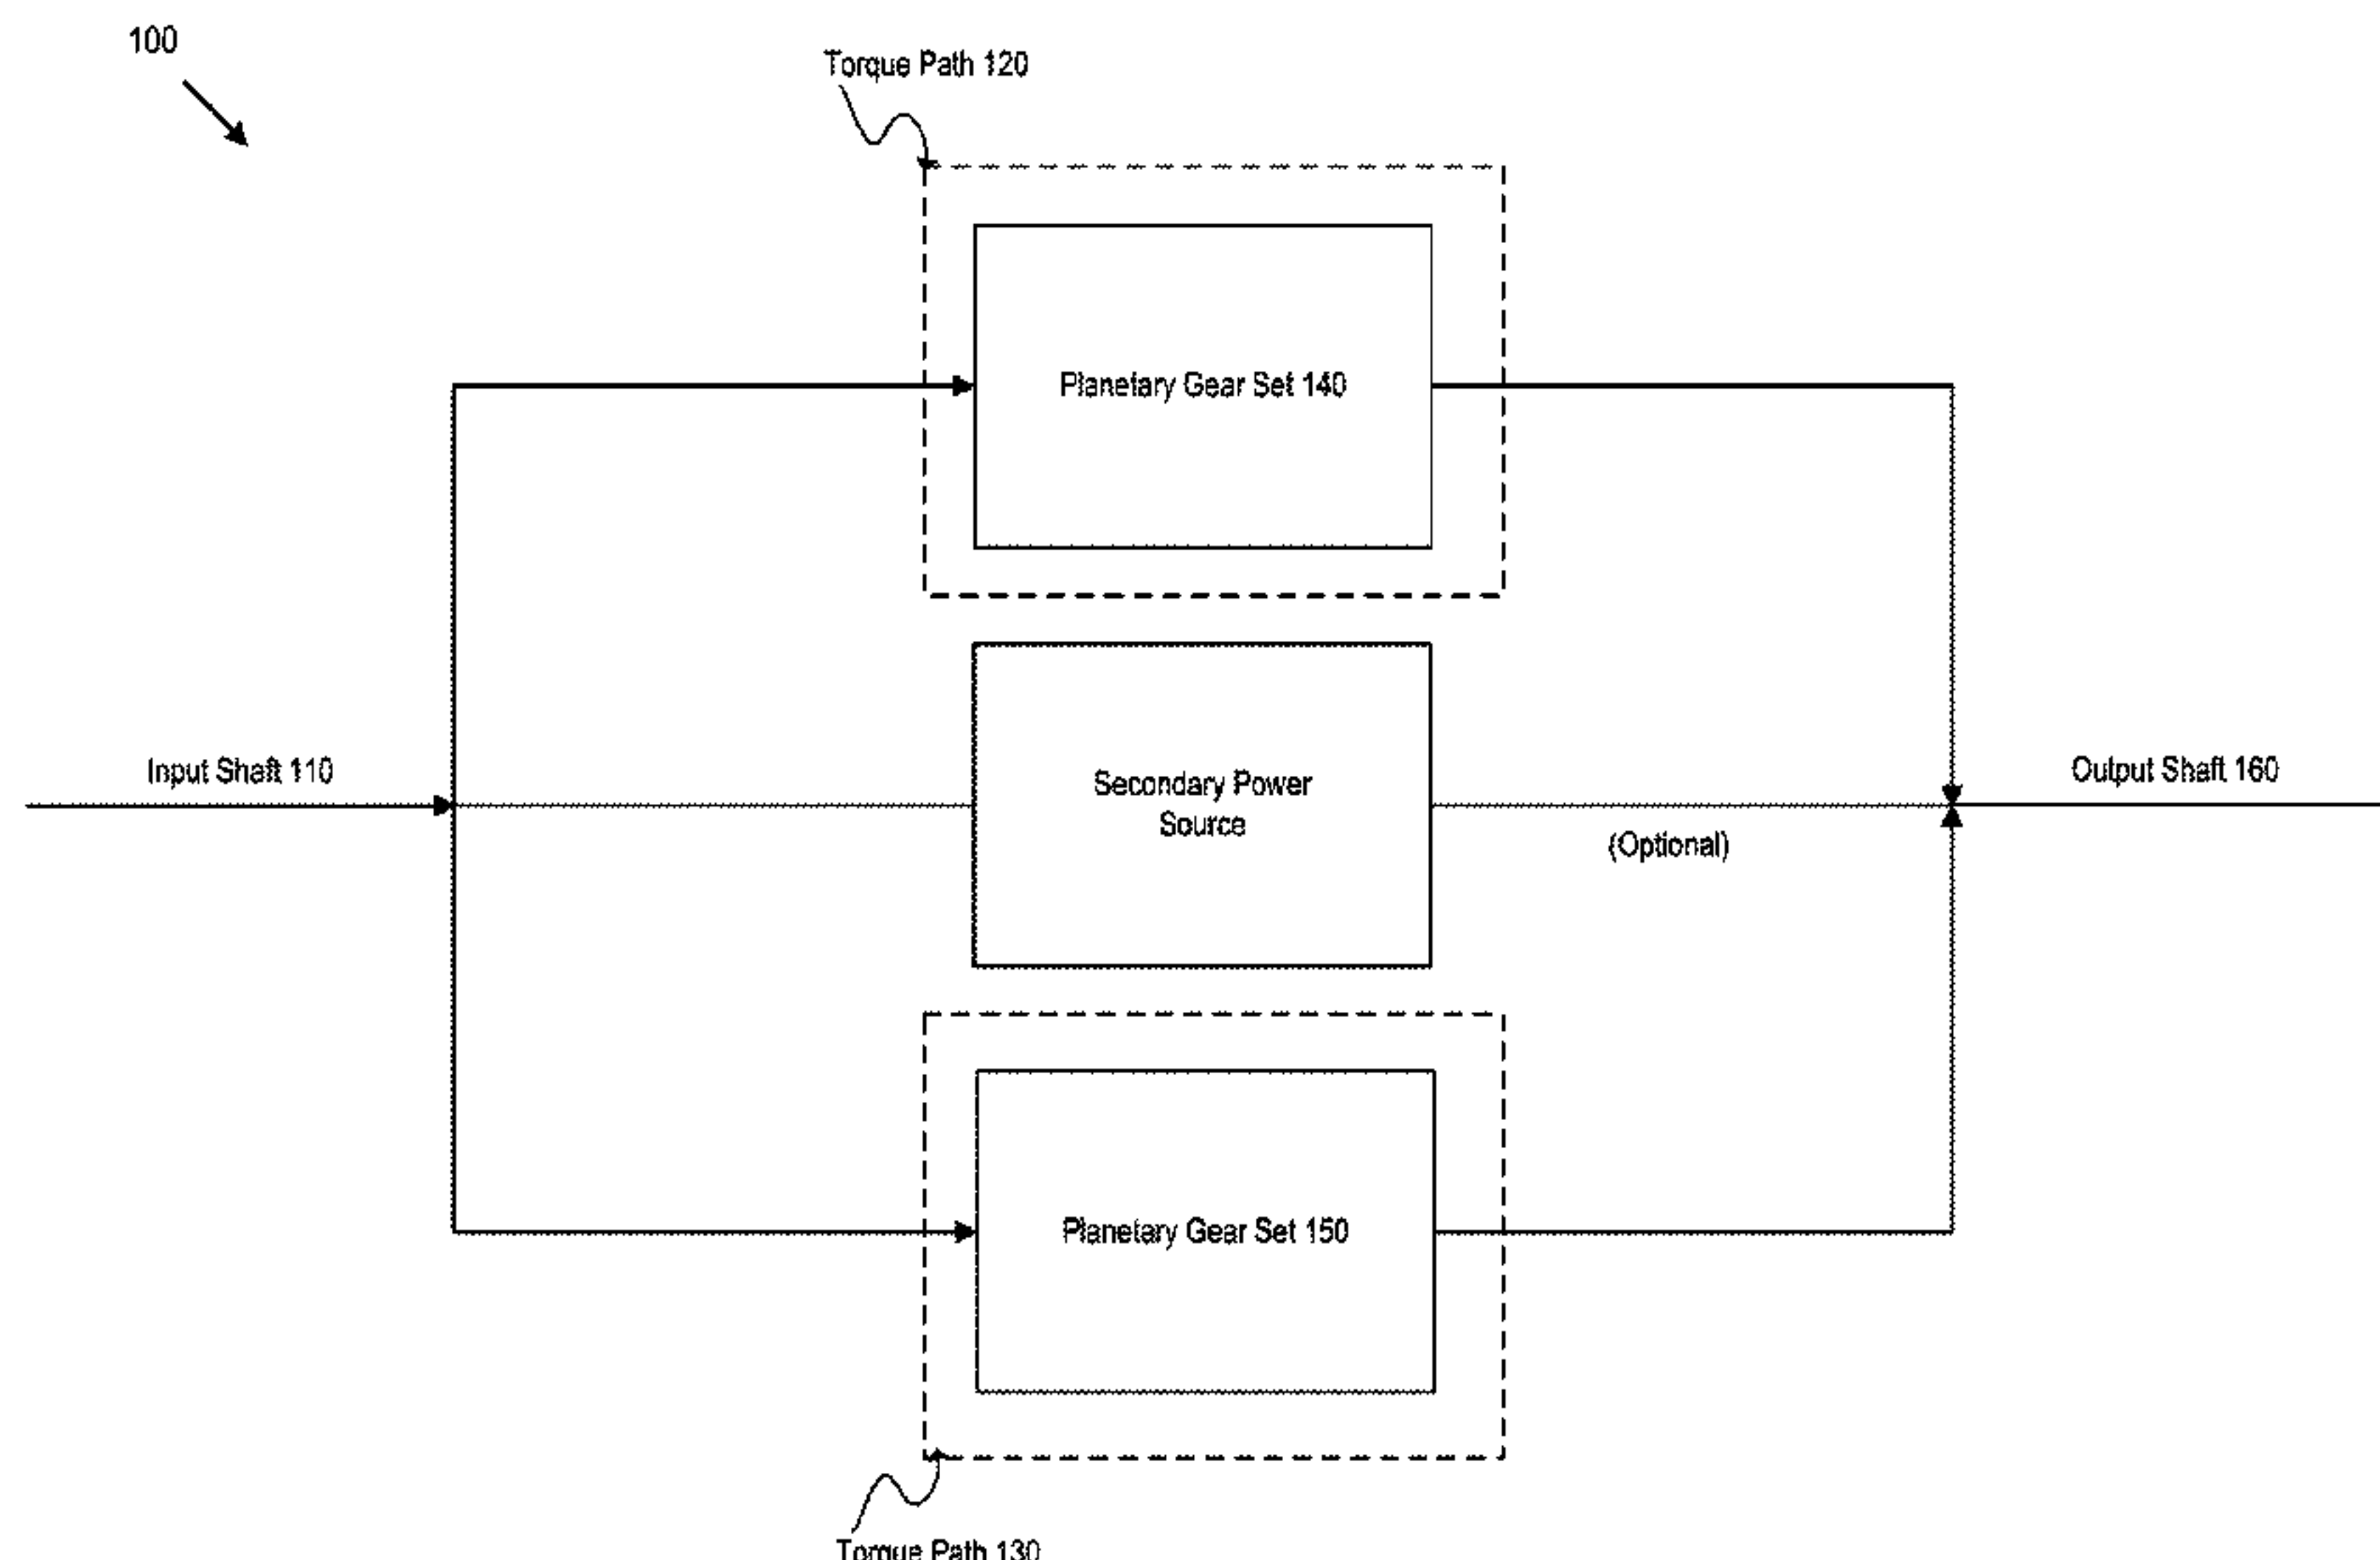 100
Torque Path 120
Planetary Gear Set 140
Input Shaft 110
Secondary Power
Source
(Optional)
Output Shaft 160
Planetary Gear Set 150
Torque Path 130